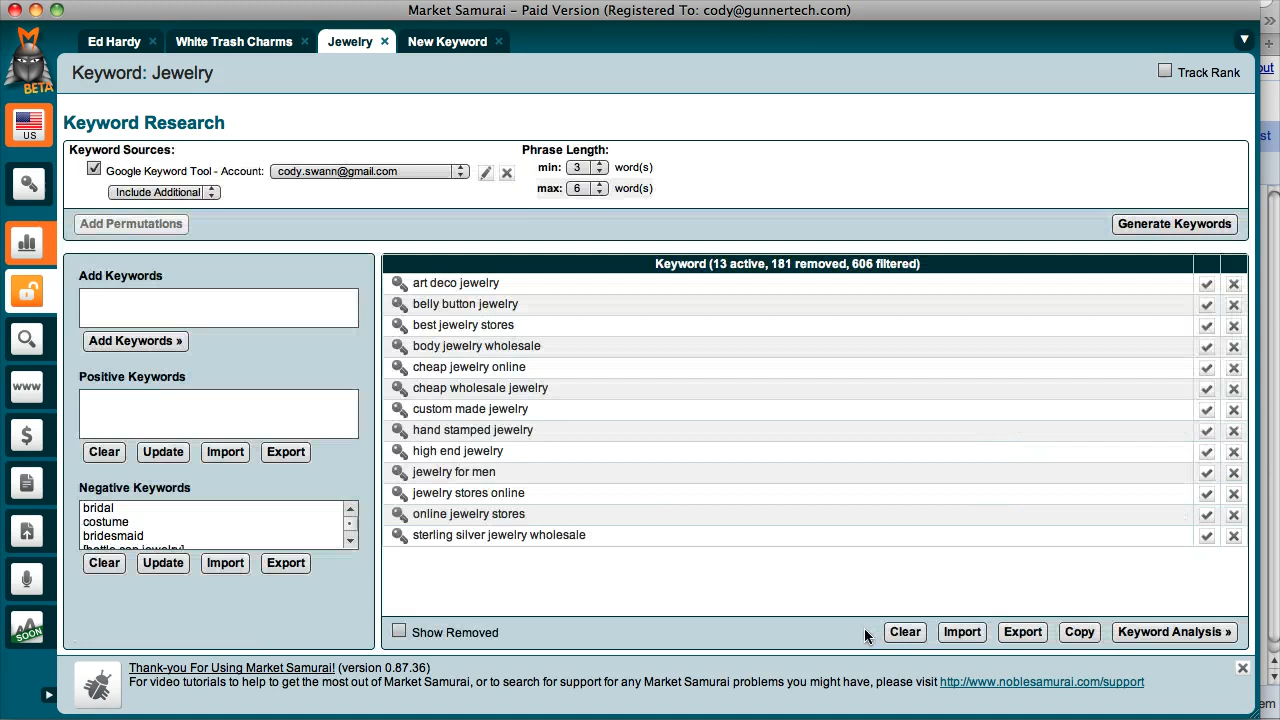 Market Samurai – Paid Version (Registered To: cody@gunnertech.com)
Ed Hardy
White Trash Charms
Jewelry
New Keyword
BETA
Keyword: Jewelry
Track Rank
out
US
Keyword Research
st
Keyword Sources:
Phrase Length:
Google Keyword Tool - Account:
cody.swann@gmail.com
min: 3 word(s)
Include Additional
max: 6 word(s)
Add Permutations
Generate Keywords
Add Keywords
Add Keywords »
Positive Keywords
Clear
Update
Import
Export
Negative Keywords
bridal
costume
bridesmaid
[bottle cap jewelry]
Clear
Update
Import
Export
Keyword (13 active, 181 removed, 606 filtered)
art deco jewelry
belly button jewelry
best jewelry stores
body jewelry wholesale
cheap jewelry online
cheap wholesale jewelry
custom made jewelry
hand stamped jewelry
high end jewelry
jewelry for men
jewelry stores online
online jewelry stores
sterling silver jewelry wholesale
Show Removed
Clear
Import
Export
Copy
Keyword Analysis »
www
$
SOON
Thank-you For Using Market Samurai! (version 0.87.36)
For video tutorials to help to get the most out of Market Samurai, or to search for support for any Market Samurai problems you might have, please visit http://www.noblesamurai.com/support
em